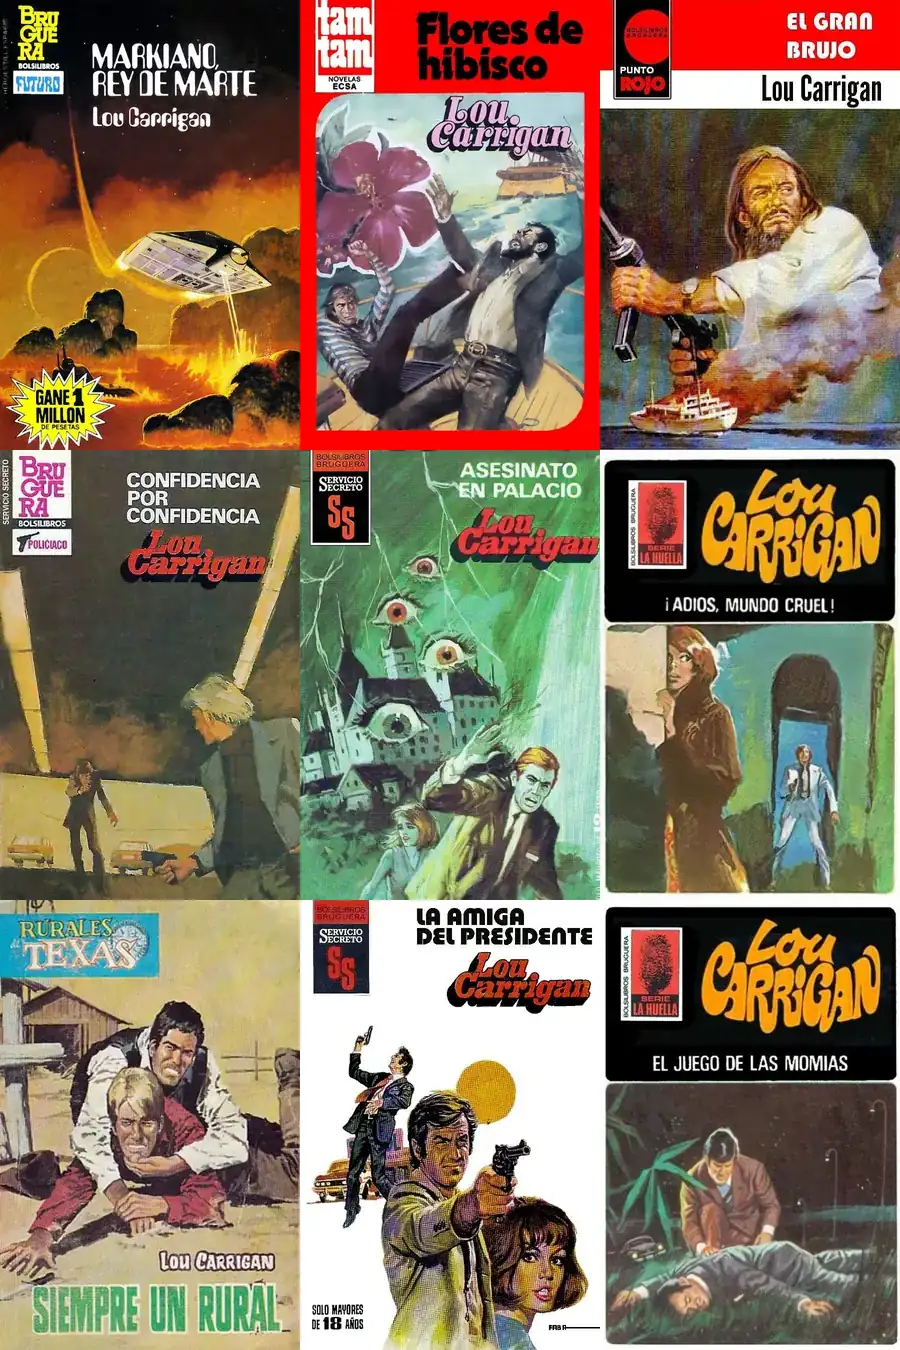 BRU
GUE
RA
BOLSILIBROS
FUTURO
MARKIANO,
REY DE MARTE
Lou Carrigan
GANE 1
MILLON
DE PESETAS
tam
tam
NOVELAS
ECSA
Flores de
hibisco
Lou
Carrigan
BOLSILIBROS
BRUGUERA
PUNTO
ROJO
EL GRAN
BRUJO
Lou Carrigan
SERVICIO SECRETO
BRU
GUE
RA
BOLSILIBROS
POLICIACO
CONFIDENCIA
POR
CONFIDENCIA
Lou
Carrigan
BOLSILIBROS
BRUGUERA
SERVICIO
SECRETO
SS
ASESINATO
EN PALACIO
Lou
Carrigan
BOLSILIBROS BRUGUERA
SERIE
LA HUELLA
LOU
CARRIGAN
¡ADIOS, MUNDO CRUEL!
RURALES
de
TEXAS
LOU CARRIGAN
SIEMPRE UN RURAL
BOLSILIBROS
BRUGUERA
SERVICIO
SECRETO
SS
LA AMIGA
DEL PRESIDENTE
Lou
Carrigan
SOLO MAYORES
DE 18 AÑOS
BOLSILIBROS BRUGUERA
SERIE
LA HUELLA
LOU
CARRIGAN
EL JUEGO DE LAS MOMIAS